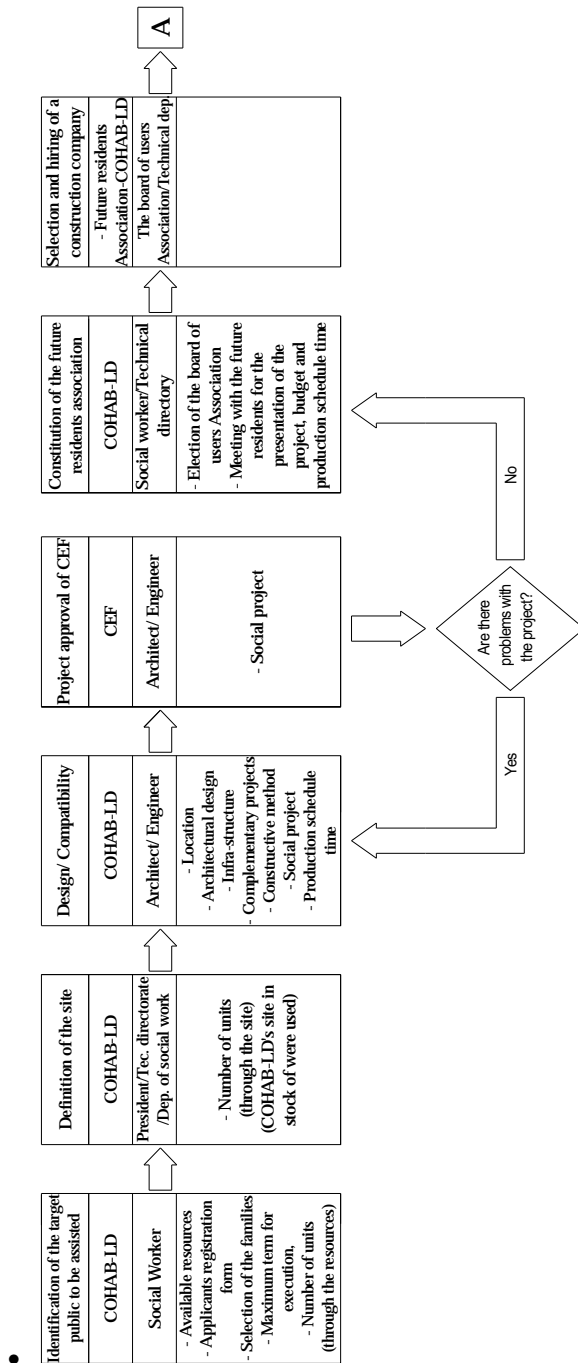 Identification of the target
public to be assisted
COHAB-LD
Social Worker
- Available resources
- Applicants registration
form
- Selection of the families
- Maximum term for
execution,
- Number of units
(through the resources)
Definition of the site
COHAB-LD
President/Tec. directorate
/Dep. of social work
- Number of units
(through the site)
(COHAB-LD's site in
stock of were used)
Design/ Compatibility
COHAB-LD
Architect/ Engineer
- Location
- Architectural design
- Infra-structure
- Complementary projects
- Constructive method
- Social project
- Production schedule
time
Project approval of CEF
CEF
Architect/ Engineer
- Social project
Are there
problems with
the project?
Yes
No
Constitution of the future
residents association
COHAB-LD
Social worker/Technical
directory
- Election of the board of
users Association
- Meeting with the future
residents for the
presentation of the
project, budget and
production schedule time
Selection and hiring of a
construction company
- Future residents
Association-COHAB-LD
The board of users
Association/Technical dep.
A